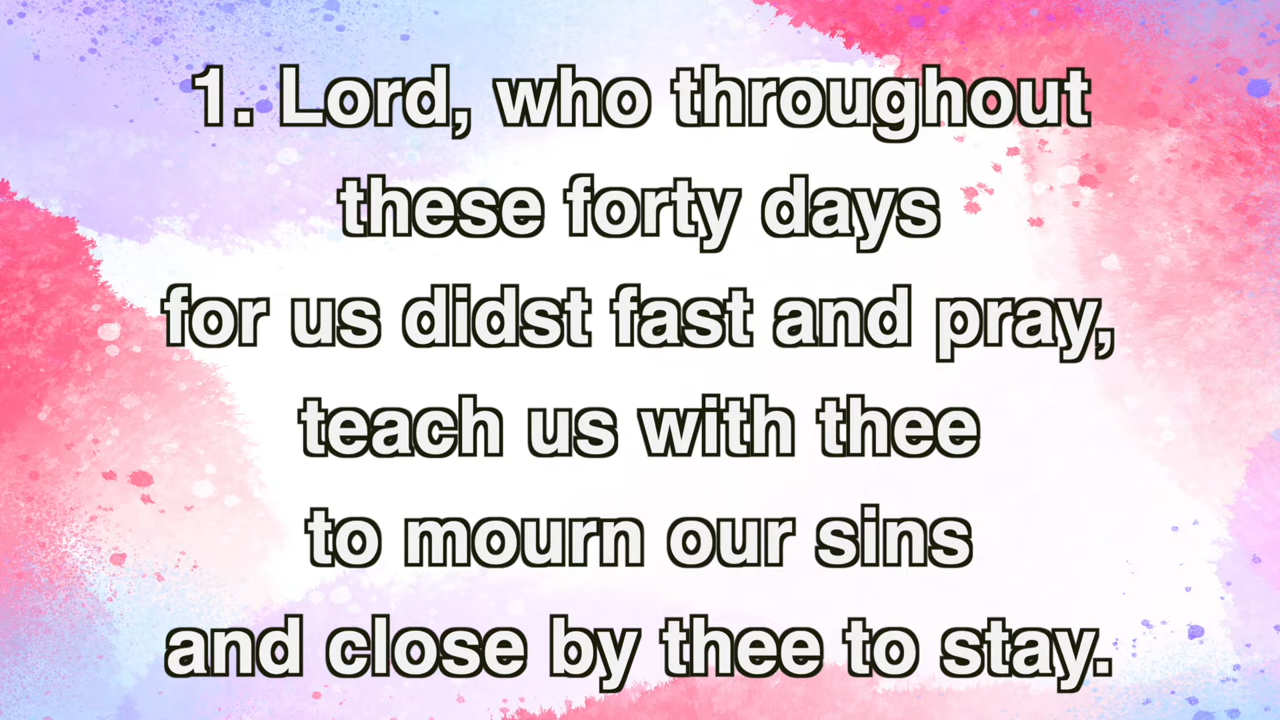 1. Lord, who throughout
these forty days
for us didst fast and pray,
teach us with thee
to mourn our sins
and close by thee to stay.